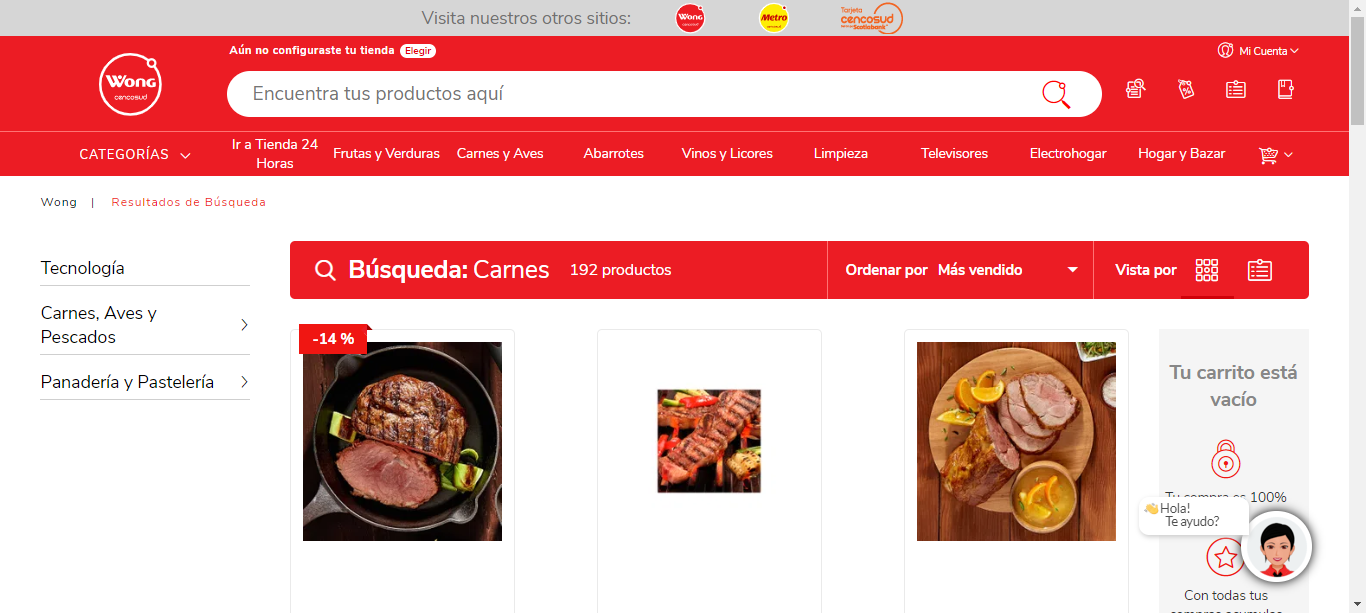 Visita nuestros otros sitios:
Wong
cencosud
Metro
cencosud
Tarjeta
cencosud
Scotiabank
Aún no configuraste tu tienda Elegir
Mi Cuenta
Wong
cencosud
Encuentra tus productos aquí
%
CATEGORÍAS
Ir a Tienda 24
Horas
Frutas y Verduras
Carnes y Aves
Abarrotes
Vinos y Licores
Limpieza
Televisores
Electrohogar
Hogar y Bazar
Wong | Resultados de Búsqueda
Tecnología
Carnes, Aves y
Pescados
Panadería y Pastelería
Búsqueda: Carnes 192 productos
Ordenar por Más vendido
Vista por
-14 %
Tu carrito está
vacío
Tu compra es 100%
Hola!
Te ayudo?
Con todas tus
compras acumulas